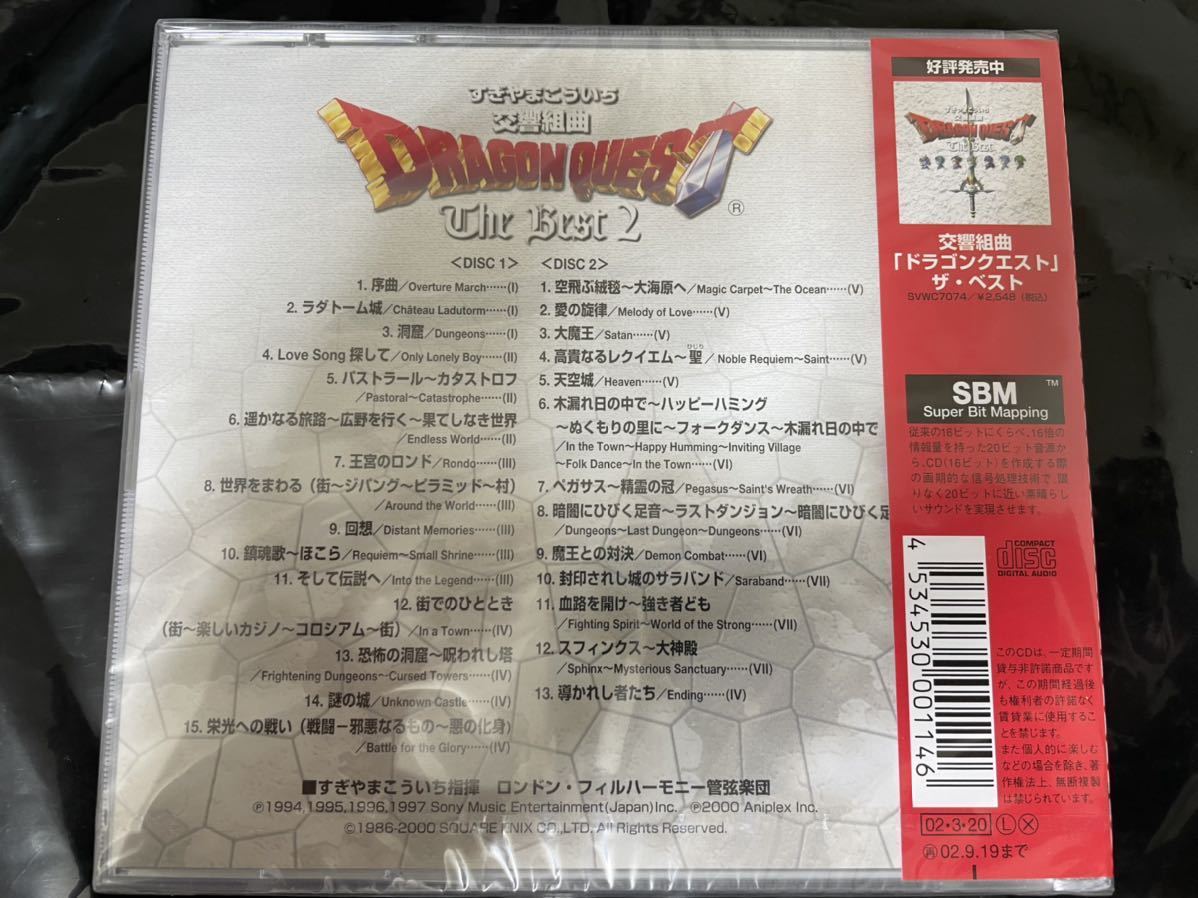 すぎやまこういち
交響組曲
DRAGON QUEST
The Best 2 ®
<DISC 1>
1. 序曲/Overture March……(I)
2. ラダトーム城/Château Ladutorm……(I)
3. 洞窟/Dungeons……(I)
4. Love Song 探して/Only Lonely Boy……(II)
5. パストラール〜カタストロフ
/Pastoral〜Catastrophe……(II)
6. 遥かなる旅路〜広野を行く〜果てしなき世界
/Endless World……(II)
7. 王宮のロンド/Rondo……(III)
8. 世界をまわる（街〜ジパング〜ピラミッド〜村）
/Around the World……(III)
9. 回想/Distant Memories……(III)
10. 鎮魂歌〜ほこら/Requiem〜Small Shrine……(III)
11. そして伝説へ/Into the Legend……(III)
12. 街でのひととき
（街〜楽しいカジノ〜コロシアム〜街）/In a Town……(IV)
13. 恐怖の洞窟〜呪われし塔
/Frightening Dungeons〜Cursed Towers……(IV)
14. 謎の城/Unknown Castle……(IV)
15. 栄光への戦い（戦闘－邪悪なるもの〜悪の化身）
/Battle for the Glory……(IV)
<DISC 2>
1. 空飛ぶ絨毯〜大海原へ/Magic Carpet〜The Ocean……(V)
2. 愛の旋律/Melody of Love……(V)
3. 大魔王/Satan……(V)
4. 高貴なるレクイエム〜聖/Noble Requiem〜Saint……(V)
ひじり
5. 天空城/Heaven……(V)
6. 木漏れ日の中で〜ハッピーハミング
〜ぬくもりの里に〜フォークダンス〜木漏れ日の中で
/In the Town〜Happy Humming〜Inviting Village
〜Folk Dance〜In the Town……(VI)
7. ペガサス〜精霊の冠/Pegasus〜Saint's Wreath……(VI)
8. 暗闇にひびく足音〜ラストダンジョン〜暗闇にひびく足
/Dungeons〜Last Dungeon〜Dungeons……(VI)
9. 魔王との対決/Demon Combat……(VI)
10. 封印されし城のサラバンド/Saraband……(VII)
11. 血路を開け〜強き者ども
/Fighting Spirit〜World of the Strong……(VII)
12. スフィンクス〜大神殿
/Sphinx〜Mysterious Sanctuary……(VII)
13. 導かれし者たち/Ending……(IV)
■すぎやまこういち指揮　ロンドン・フィルハーモニー管弦楽団
Ⓟ1994,1995,1996,1997 Sony Music Entertainment(Japan)Inc. Ⓟ2000 Aniplex Inc.
©1986-2000 SQUARE ENIX CO.,LTD. All Rights Reserved.
好評発売中
すぎやまこういち
交響組曲
DRAGON QUEST
The Best
交響組曲
「ドラゴンクエスト」
ザ・ベスト
SVWC7074/¥2,548（税込）
SBM TM
Super Bit Mapping
従来の16ビットにくらべ、16倍の
情報量を持った20ビット音源か
ら、CD(16ビット)を作成する際
の画期的な信号処理技術で、限
りなく20ビットに近い素晴らし
いサウンドを実現させます。
COMPACT
disc
DIGITAL AUDIO
4 534530 001146
このCDは、一定期間
貸与非許諾商品です
が、この期間経過後
も権利者の許諾なく
賃貸業に使用するこ
とを禁じます。
また個人的に楽しむ
などの場合を除き、著
作権法上、無断複製
は禁じられています。
02・3・20 Ⓛ Ⓧ
再 02.9.19まで